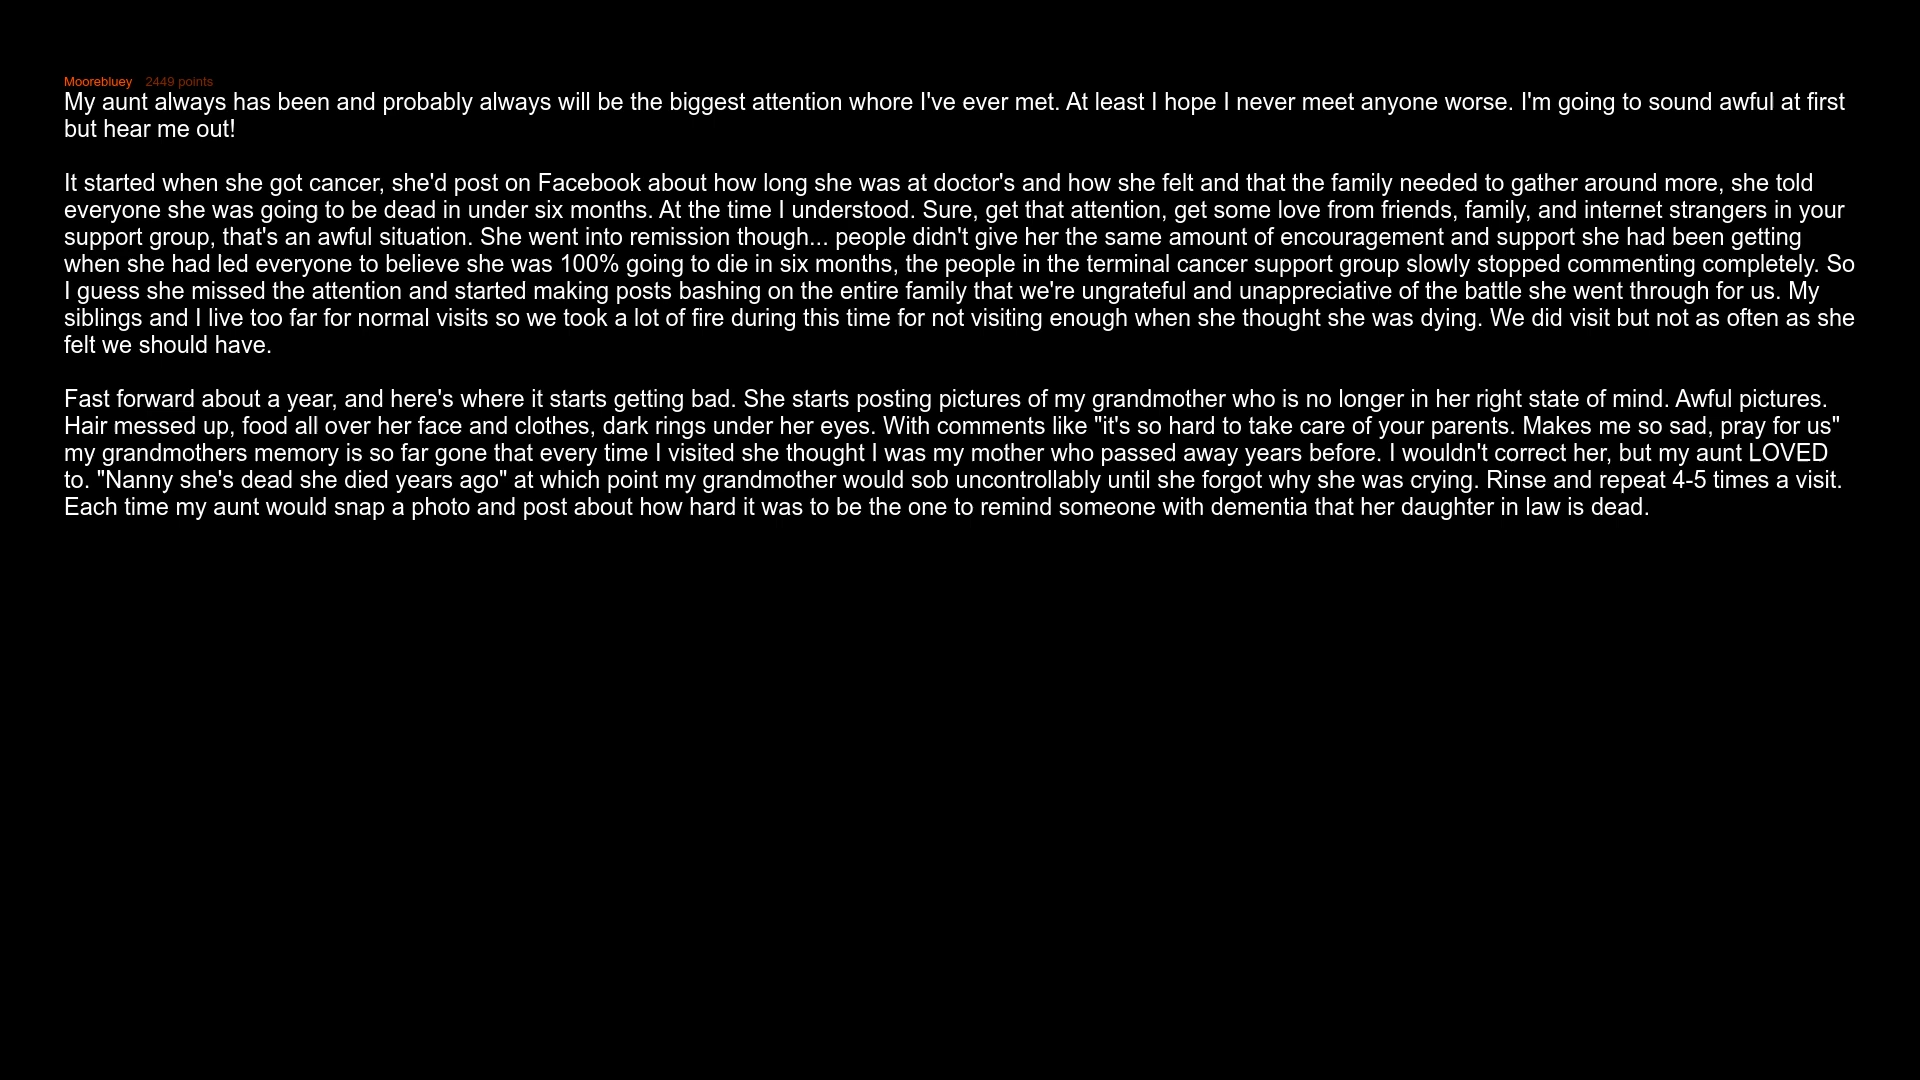 Moorebluey 2449 points
My aunt always has been and probably always will be the biggest attention whore I've ever met. At least I hope I never meet anyone worse. I'm going to sound awful at first
but hear me out!
It started when she got cancer, she'd post on Facebook about how long she was at doctor's and how she felt and that the family needed to gather around more, she told
everyone she was going to be dead in under six months. At the time I understood. Sure, get that attention, get some love from friends, family, and internet strangers in your
support group, that's an awful situation. She went into remission though... people didn't give her the same amount of encouragement and support she had been getting
when she had led everyone to believe she was 100% going to die in six months, the people in the terminal cancer support group slowly stopped commenting completely. So
I guess she missed the attention and started making posts bashing on the entire family that we're ungrateful and unappreciative of the battle she went through for us. My
siblings and I live too far for normal visits so we took a lot of fire during this time for not visiting enough when she thought she was dying. We did visit but not as often as she
felt we should have.
Fast forward about a year, and here's where it starts getting bad. She starts posting pictures of my grandmother who is no longer in her right state of mind. Awful pictures.
Hair messed up, food all over her face and clothes, dark rings under her eyes. With comments like "it's so hard to take care of your parents. Makes me so sad, pray for us"
my grandmothers memory is so far gone that every time I visited she thought I was my mother who passed away years before. I wouldn't correct her, but my aunt LOVED
to. "Nanny she's dead she died years ago" at which point my grandmother would sob uncontrollably until she forgot why she was crying. Rinse and repeat 4-5 times a visit.
Each time my aunt would snap a photo and post about how hard it was to be the one to remind someone with dementia that her daughter in law is dead.